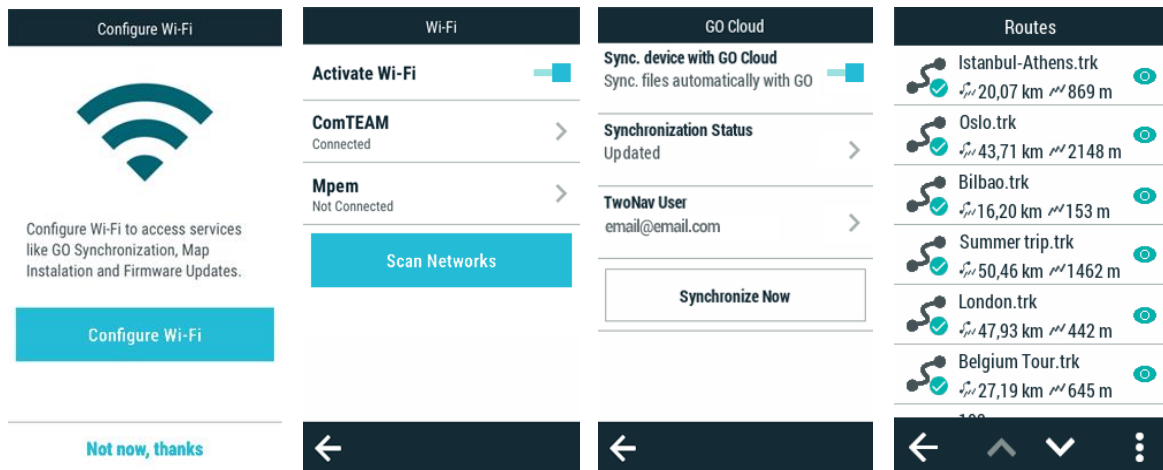 Configure Wi-Fi
Configure Wi-Fi to access services
like GO Synchronization, Map
Instalation and Firmware Updates.
Configure Wi-Fi
Not now, thanks
Wi-Fi
Activate Wi-Fi
ComTEAM
Connected
Mpem
Not Connected
Scan Networks
GO Cloud
Sync. device with GO Cloud
Sync. files automatically with GO
Synchronization Status
Updated
TwoNav User
email@email.com
Synchronize Now
Routes
Istanbul-Athens.trk
20,07 km 869 m
Oslo.trk
43,71 km 2148 m
Bilbao.trk
16,20 km 153 m
Summer trip.trk
50,46 km 1462 m
London.trk
47,93 km 442 m
Belgium Tour.trk
27,19 km 645 m